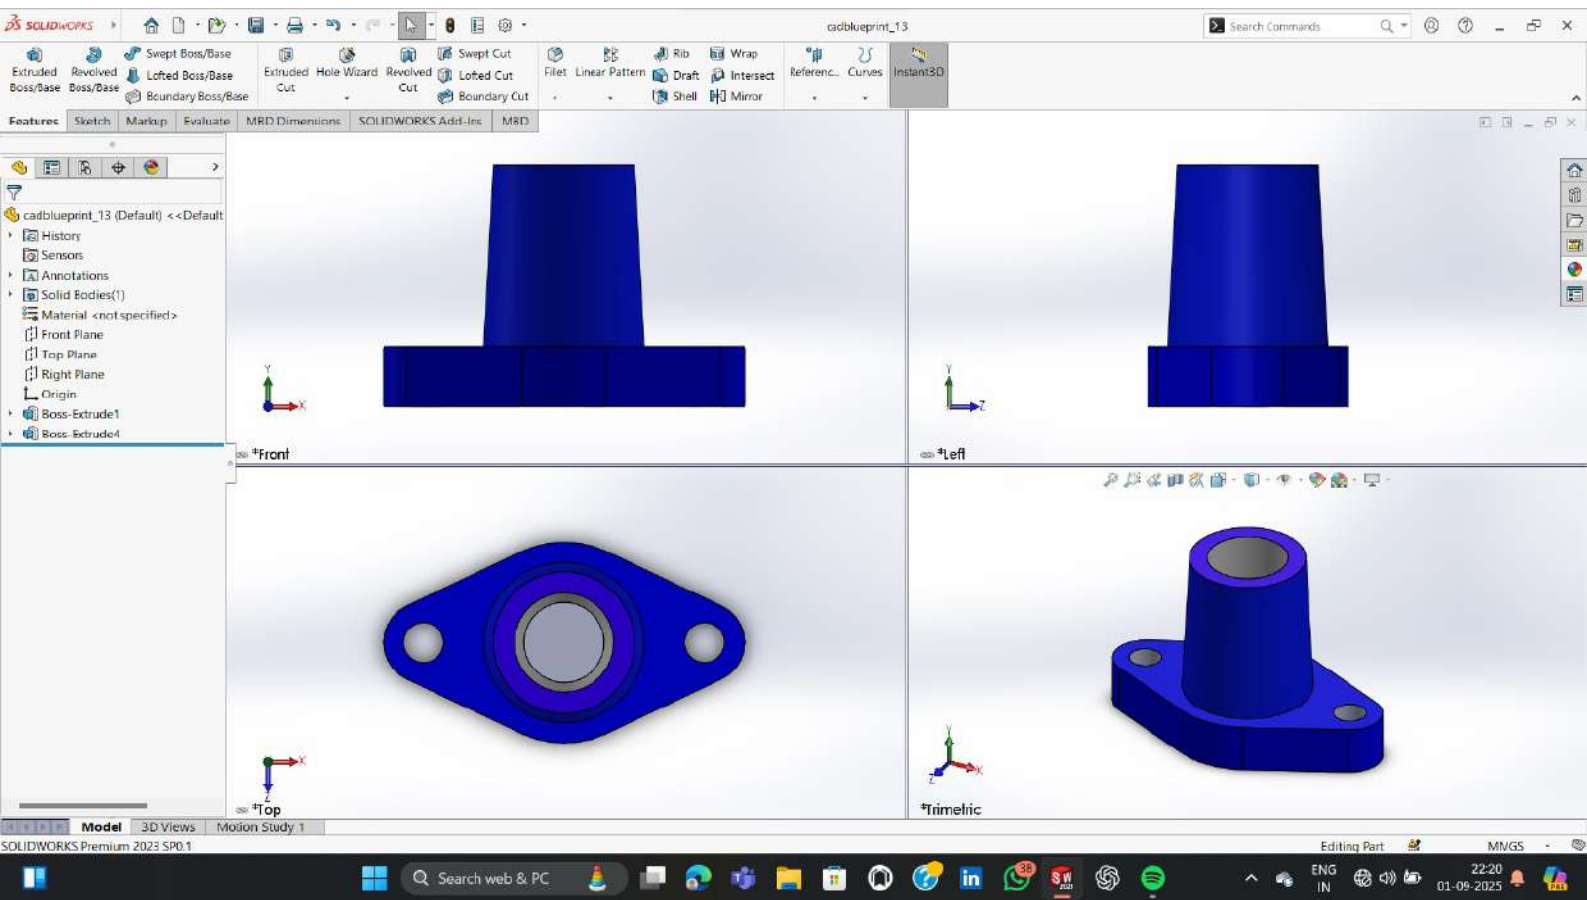 SOLIDWORKS
cadblueprint_13
Search Commands
Extruded Boss/Base
Revolved Boss/Base
Swept Boss/Base
Lofted Boss/Base
Boundary Boss/Base
Extruded Cut
Hole Wizard
Revolved Cut
Swept Cut
Lofted Cut
Boundary Cut
Fillet
Linear Pattern
Rib
Draft
Shell
Wrap
Intersect
Mirror
Referenc...
Curves
Instant3D
Features Sketch Markup Evaluate MBD Dimensions SOLIDWORKS Add-Ins MBD
cadblueprint_13 (Default) <<Default
History
Sensors
Annotations
Solid Bodies(1)
Material <not specified>
Front Plane
Top Plane
Right Plane
Origin
Boss-Extrude1
Boss-Extrude4
Y
X
*Front
Y
Z
*Left
X
Z
*Top
Y
X
Z
*Trimetric
Model 3D Views Motion Study 1
SOLIDWORKS Premium 2023 SP0.1
Editing Part
MMGS
Search web & PC
38
SW
2023
ENG
IN
22:20
01-09-2025
PRE